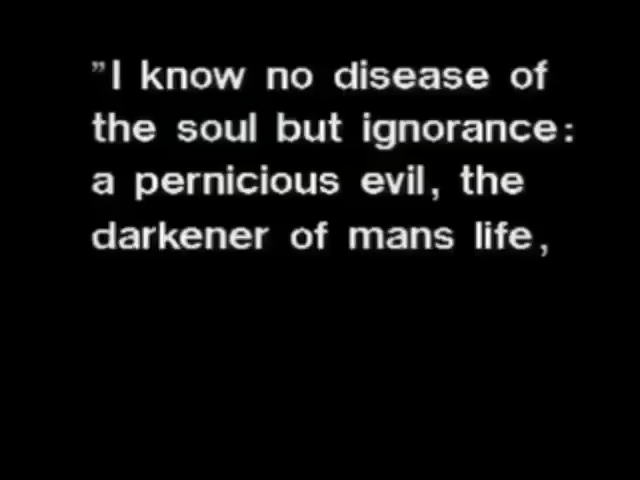 ”I know no disease of
the soul but ignorance:
a pernicious evil, the
darkener of mans life,